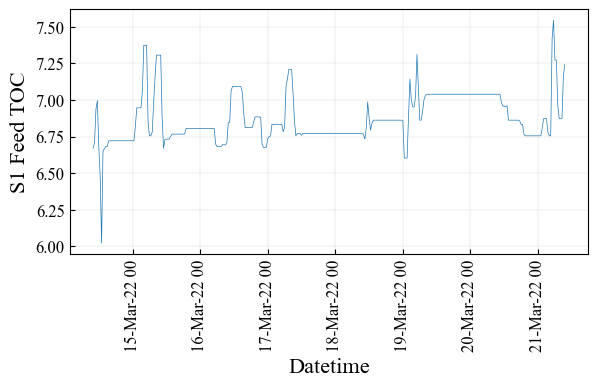 S1 Feed TOC
7.50
7.25
7.00
6.75
6.50
6.25
6.00
15-Mar-22 00
16-Mar-22 00
17-Mar-22 00
18-Mar-22 00
19-Mar-22 00
20-Mar-22 00
21-Mar-22 00
Datetime